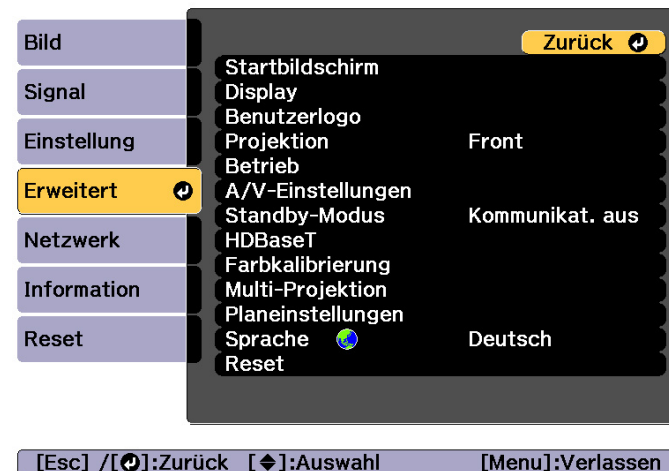 Bild
Signal
Einstellung
Erweitert
Netzwerk
Information
Reset
Zurück
Startbildschirm
Display
Benutzerlogo
Projektion Front
Betrieb
A/V-Einstellungen
Standby-Modus Kommunikat. aus
HDBaseT
Farbkalibrierung
Multi-Projektion
Planeinstellungen
Sprache Deutsch
Reset
[Esc] /[⏎]:Zurück [◆]:Auswahl [Menu]:Verlassen